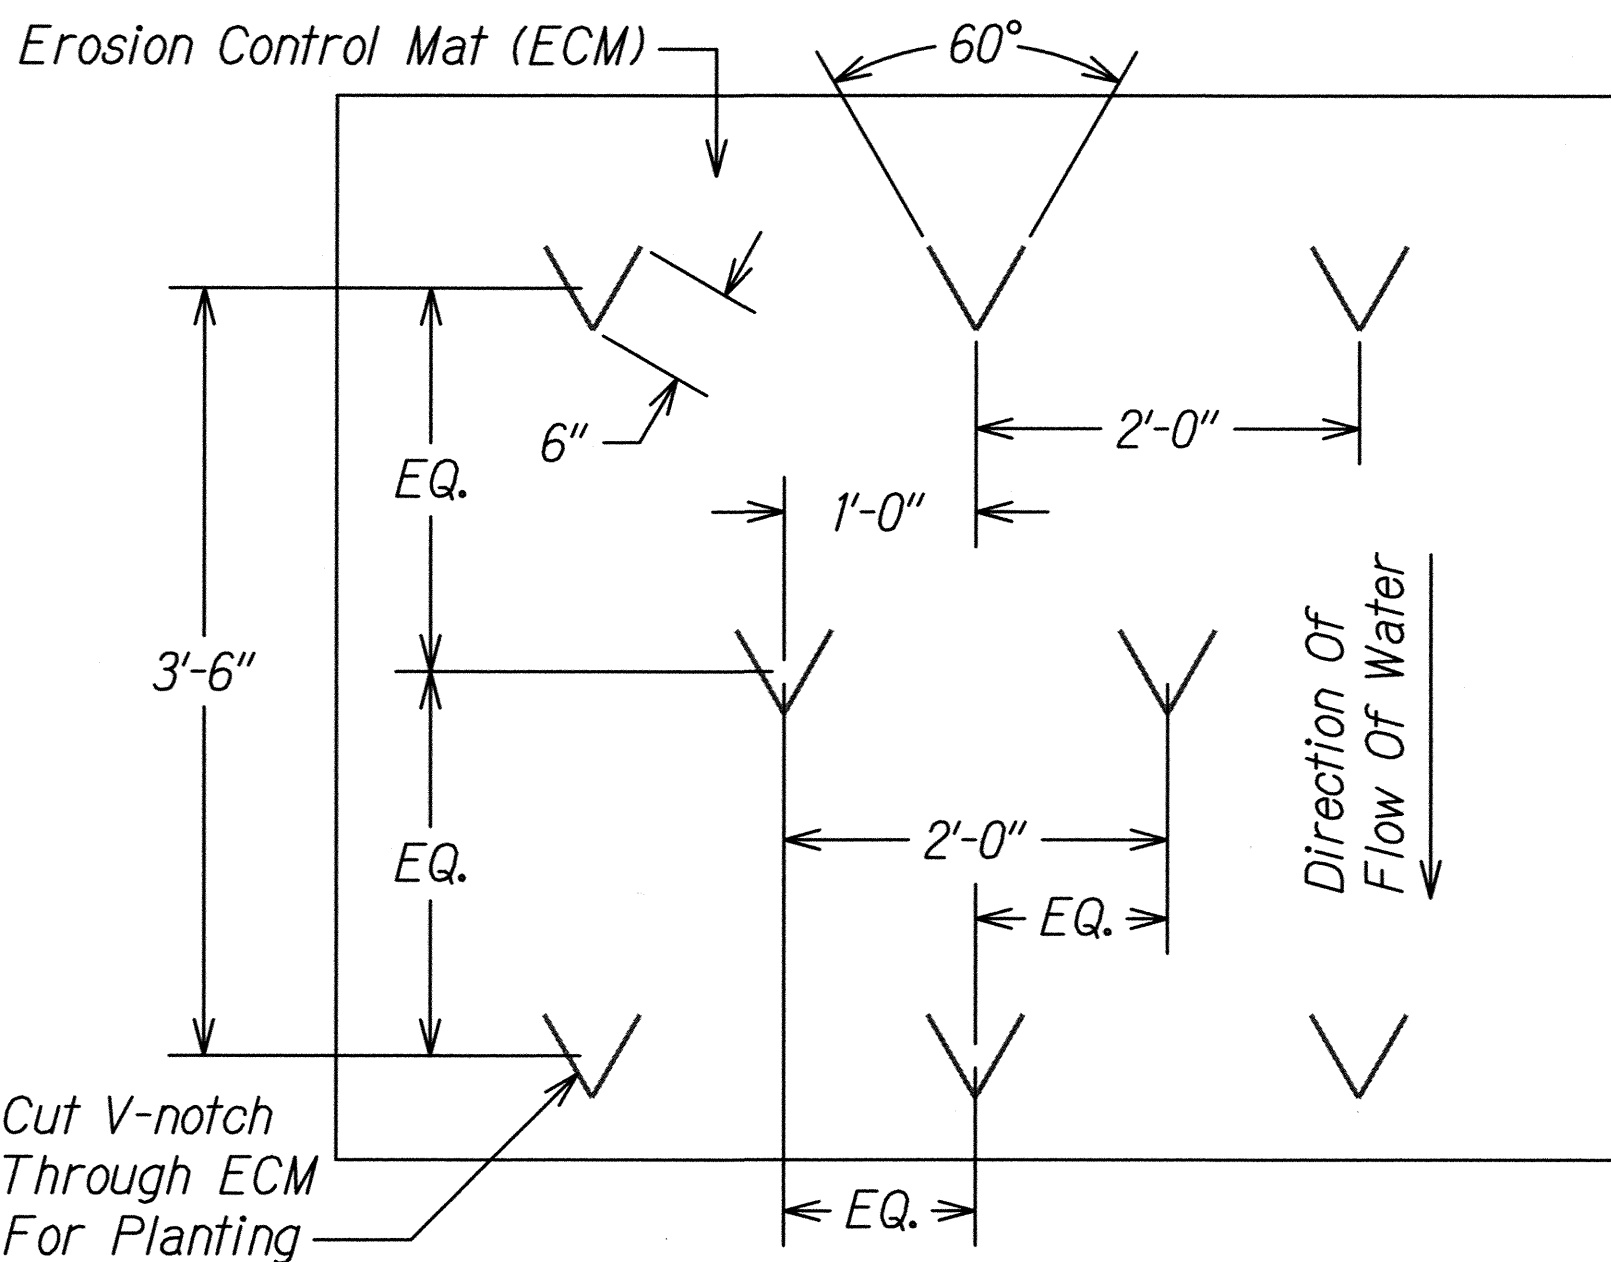 Erosion Control Mat (ECM)
60°
6"
2'-0"
EQ.
1'-0"
3'-6"
Direction Of
Flow Of Water
2'-0"
EQ.
EQ.
Cut V-notch
Through ECM
For Planting
EQ.